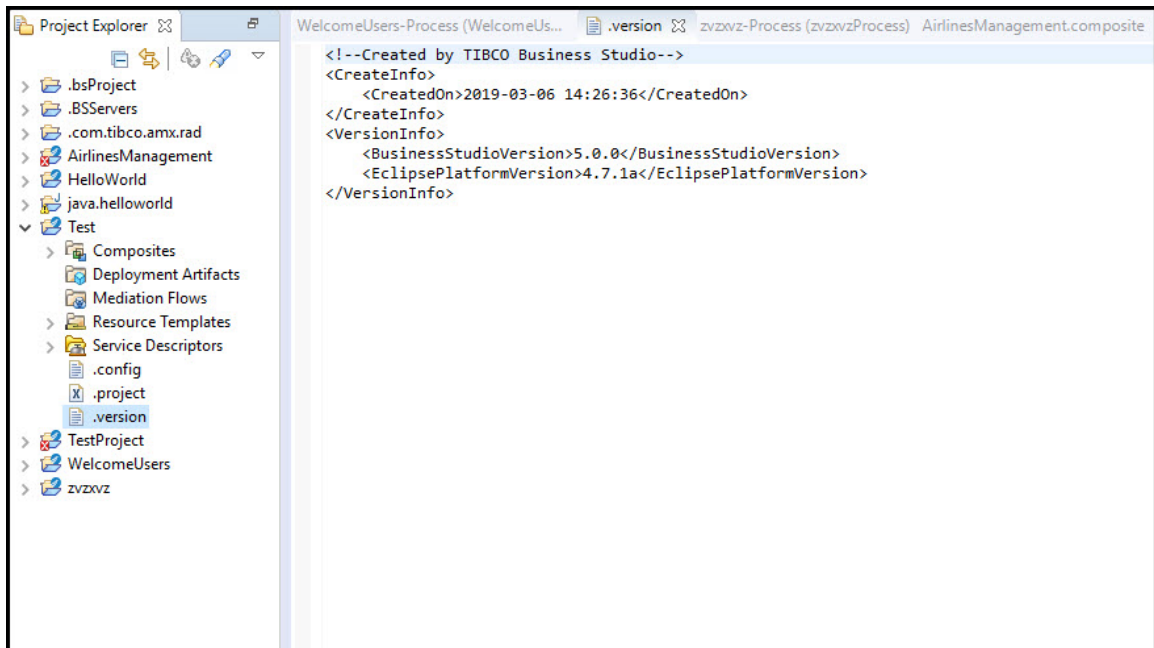 Project Explorer
.bsProject
.BSServers
.com.tibco.amx.rad
AirlinesManagement
HelloWorld
java.helloworld
Test
Composites
Deployment Artifacts
Mediation Flows
Resource Templates
Service Descriptors
.config
.project
.version
TestProject
WelcomeUsers
zvzxvz
WelcomeUsers-Process (WelcomeUs... .version zvzxvz-Process (zvzxvzProcess) AirlinesManagement.composite
<!--Created by TIBCO Business Studio-->
<CreateInfo>
    <CreatedOn>2019-03-06 14:26:36</CreatedOn>
</CreateInfo>
<VersionInfo>
    <BusinessStudioVersion>5.0.0</BusinessStudioVersion>
    <EclipsePlatformVersion>4.7.1a</EclipsePlatformVersion>
</VersionInfo>